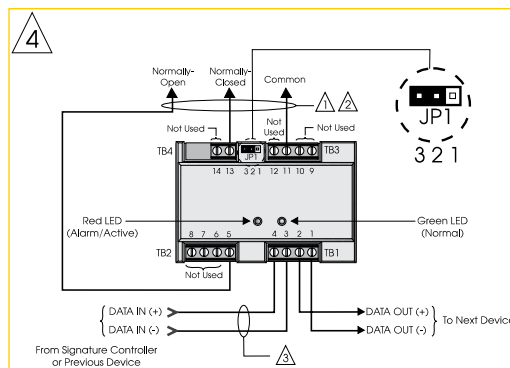 4
Normally-
Open
Normally-
Closed
Common
1 2
JP1
3 2 1
Not Used
Not
Used
Not Used
TB4
JP1
TB3
14 13 3 2 1 12 11 10 9
Red LED
(Alarm/Active)
Green LED
(Normal)
8 7 6 5 4 3 2 1
TB2
TB1
Not Used
DATA IN (+)
DATA OUT (+)
DATA IN (-)
DATA OUT (-)
To Next Device
3
From Signature Controller
or Previous Device